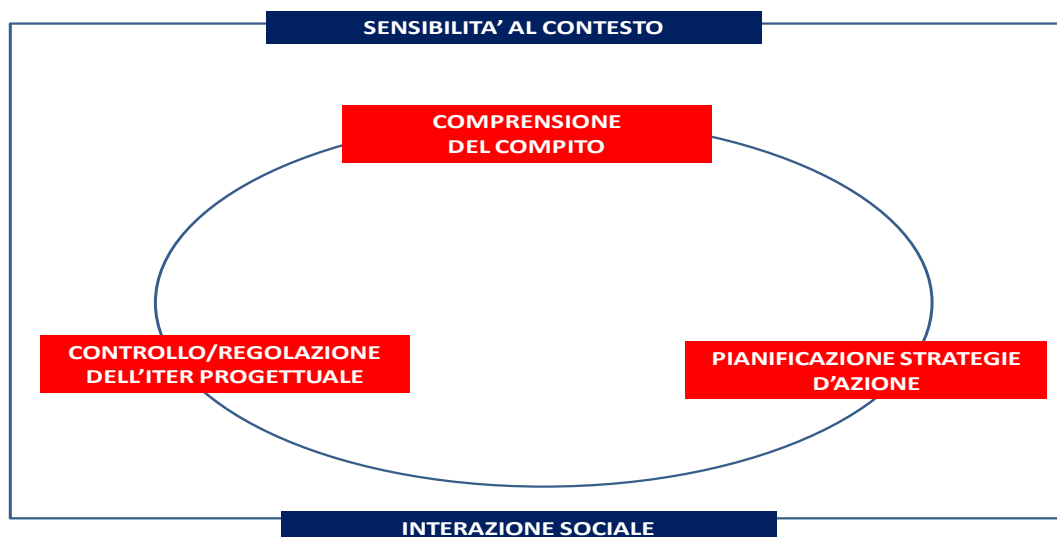 SENSIBILITA’ AL CONTESTO
COMPRENSIONE
DEL COMPITO
CONTROLLO/REGOLAZIONE
DELL’ITER PROGETTUALE
PIANIFICAZIONE STRATEGIE
D’AZIONE
INTERAZIONE SOCIALE